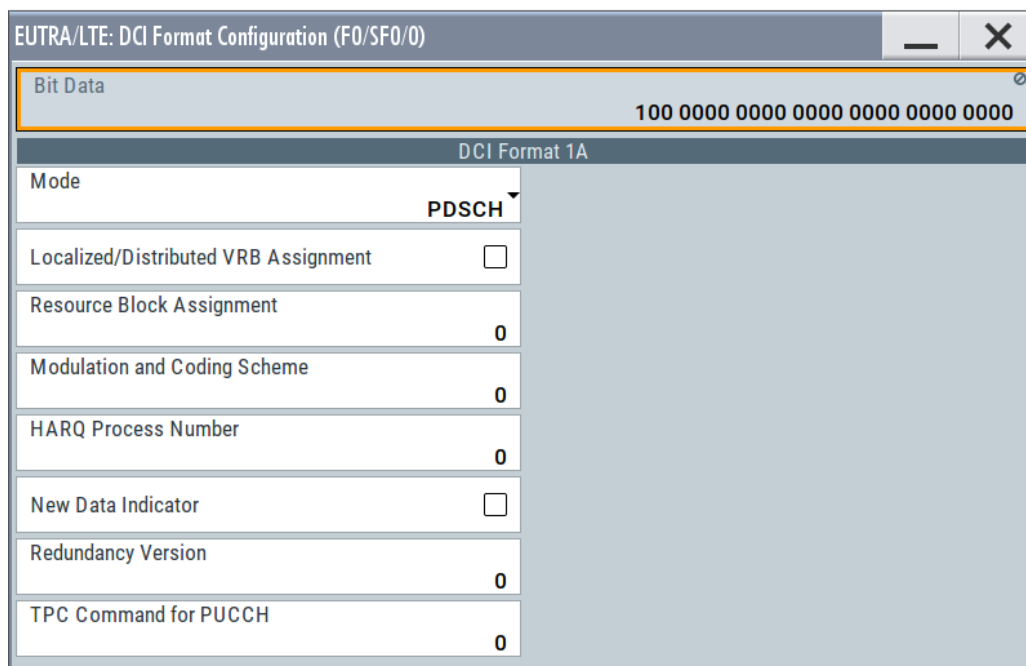 EUTRA/LTE: DCI Format Configuration (F0/SF0/0)
Bit Data
100 0000 0000 0000 0000 0000 0000
DCI Format 1A
Mode
PDSCH
Localized/Distributed VRB Assignment
Resource Block Assignment
0
Modulation and Coding Scheme
0
HARQ Process Number
0
New Data Indicator
Redundancy Version
0
TPC Command for PUCCH
0